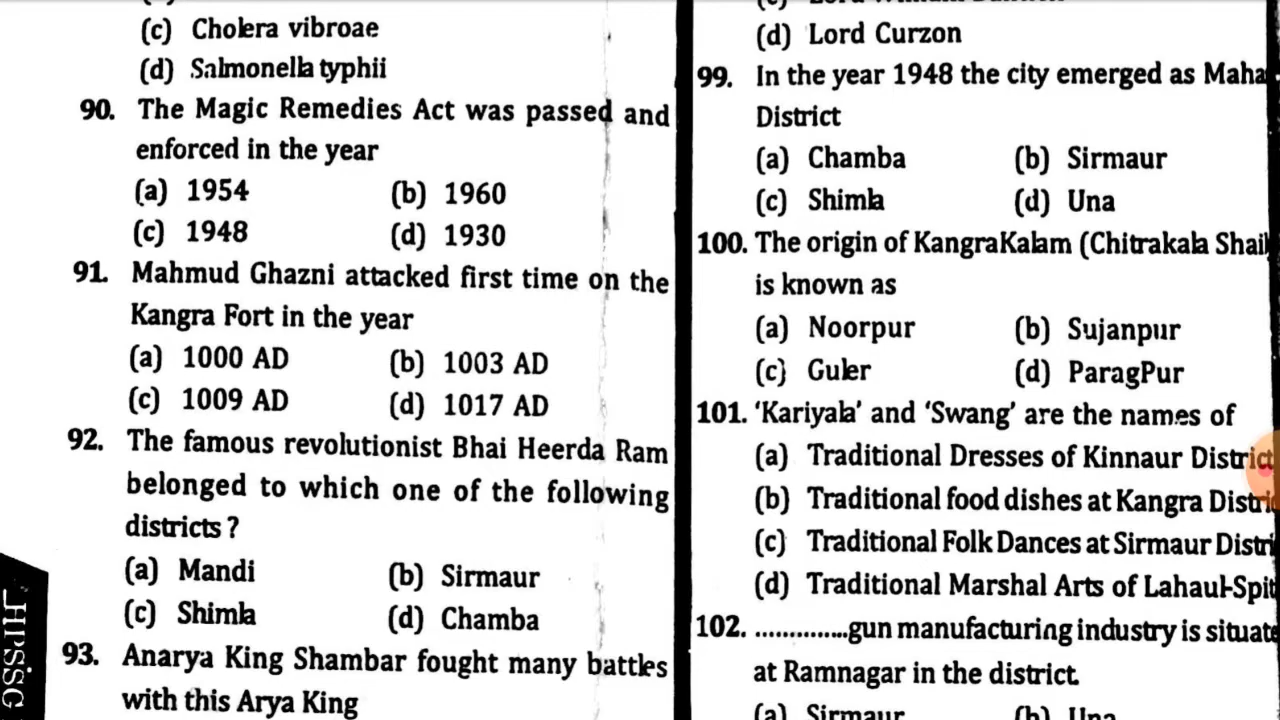 (c) Cholera vibroae
(d) Salmonella typhii
90. The Magic Remedies Act was passed and
enforced in the year
(a) 1954 (b) 1960
(c) 1948 (d) 1930
91. Mahmud Ghazni attacked first time on the
Kangra Fort in the year
(a) 1000 AD (b) 1003 AD
(c) 1009 AD (d) 1017 AD
92. The famous revolutionist Bhai Heerda Ram
belonged to which one of the following
districts ?
(a) Mandi (b) Sirmaur
(c) Shimla (d) Chamba
93. Anarya King Shambar fought many battles
with this Arya King
HPSSC
(d) Lord Curzon
99. In the year 1948 the city emerged as Maha
District
(a) Chamba (b) Sirmaur
(c) Shimla (d) Una
100. The origin of KangraKalam (Chitrakala Shail
is known as
(a) Noorpur (b) Sujanpur
(c) Guler (d) ParagPur
101. 'Kariyala' and 'Swang' are the names of
(a) Traditional Dresses of Kinnaur District
(b) Traditional food dishes at Kangra Distri
(c) Traditional Folk Dances at Sirmaur Distri
(d) Traditional Marshal Arts of Lahaul-Spit
102. ..............gun manufacturing industry is situate
at Ramnagar in the district.
(a) Sirmaur (b) Una